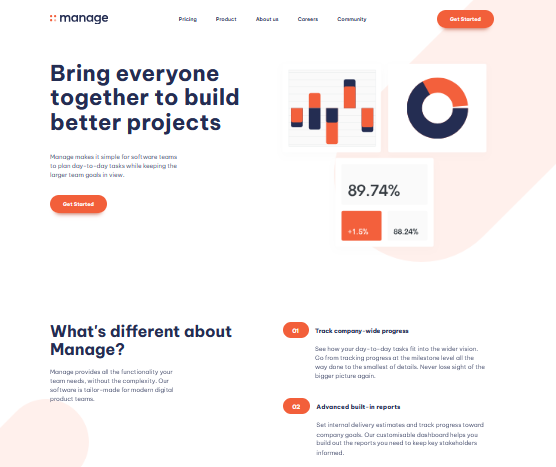 manage
Pricing Product About us Careers Community
Get Started
Bring everyone
together to build
better projects
Manage makes it simple for software teams
to plan day-to-day tasks while keeping the
larger team goals in view.
Get Started
89.74%
+1.5%
88.24%
What's different about
Manage?
Manage provides all the functionality your
team needs, without the complexity. Our
software is tailor-made for modern digital
product teams.
01 Track company-wide progress
See how your day-to-day tasks fit into the wider vision.
Go from tracking progress at the milestone level all the
way done to the smallest of details. Never lose sight of the
bigger picture again.
02 Advanced built-in reports
Set internal delivery estimates and track progress toward
company goals. Our customisable dashboard helps you
build out the reports you need to keep key stakeholders
informed.